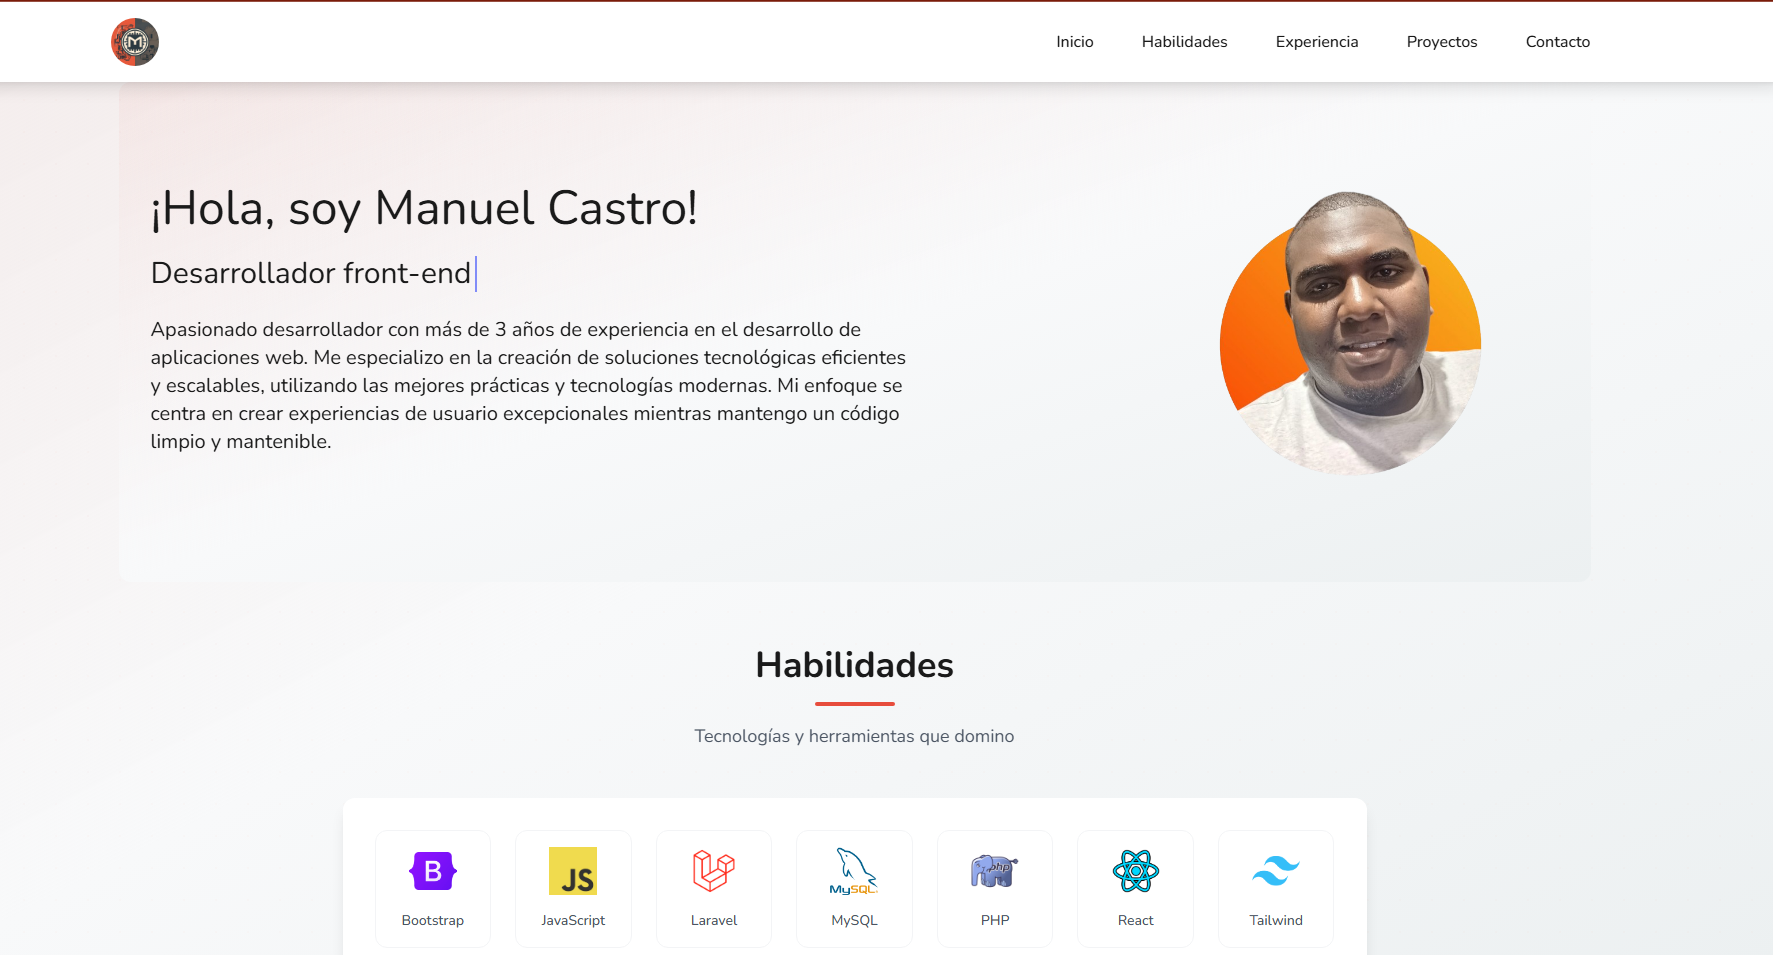 M
Inicio Habilidades Experiencia Proyectos Contacto
¡Hola, soy Manuel Castro!
Desarrollador front-end
Apasionado desarrollador con más de 3 años de experiencia en el desarrollo de
aplicaciones web. Me especializo en la creación de soluciones tecnológicas eficientes
y escalables, utilizando las mejores prácticas y tecnologías modernas. Mi enfoque se
centra en crear experiencias de usuario excepcionales mientras mantengo un código
limpio y mantenible.
Habilidades
Tecnologías y herramientas que domino
B JS MySQL php
Bootstrap JavaScript Laravel MySQL PHP React Tailwind